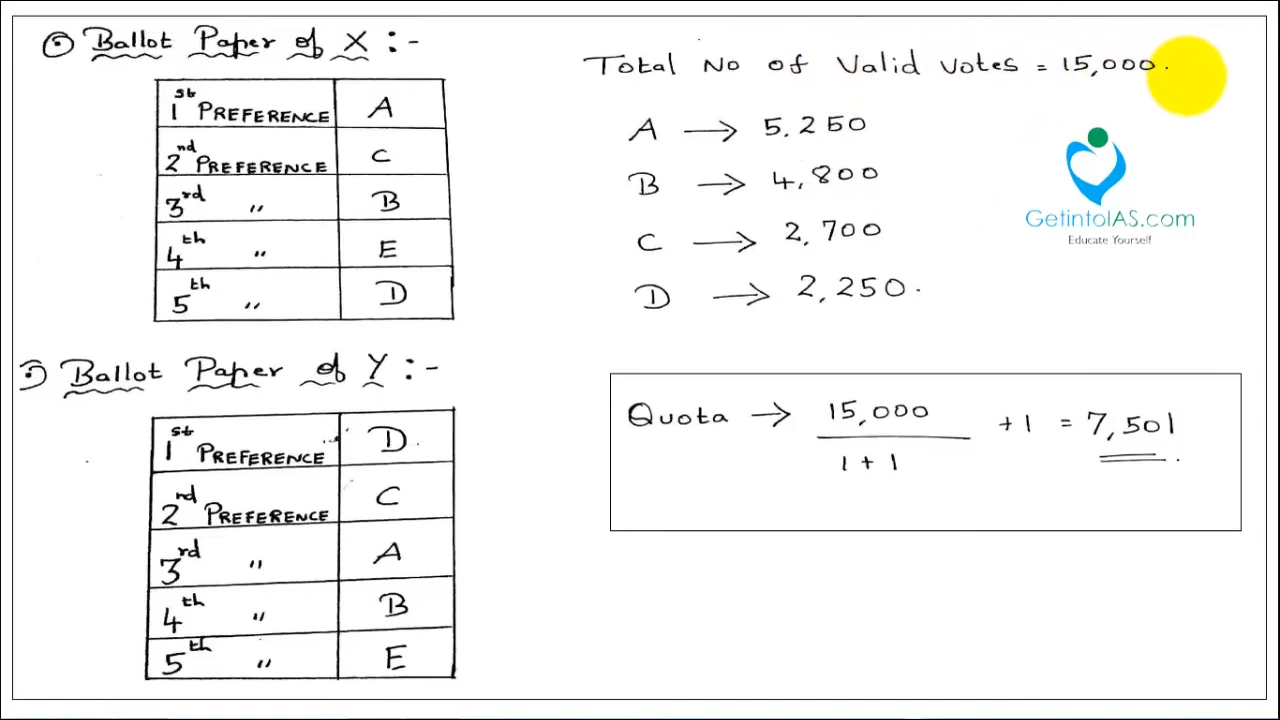 Ballot Paper of X :-
1st PREFERENCE A
2nd PREFERENCE C
3rd " B
4th " E
5th " D
Ballot Paper of Y :-
1st PREFERENCE D
2nd PREFERENCE C
3rd " A
4th " B
5th " E
Total No of Valid Votes = 15,000.
A → 5,250
B → 4,800
C → 2,700
D → 2,250.
GetintoIAS.com
Educate Yourself
Quota → 15,000 / 1 + 1 + 1 = 7,501.